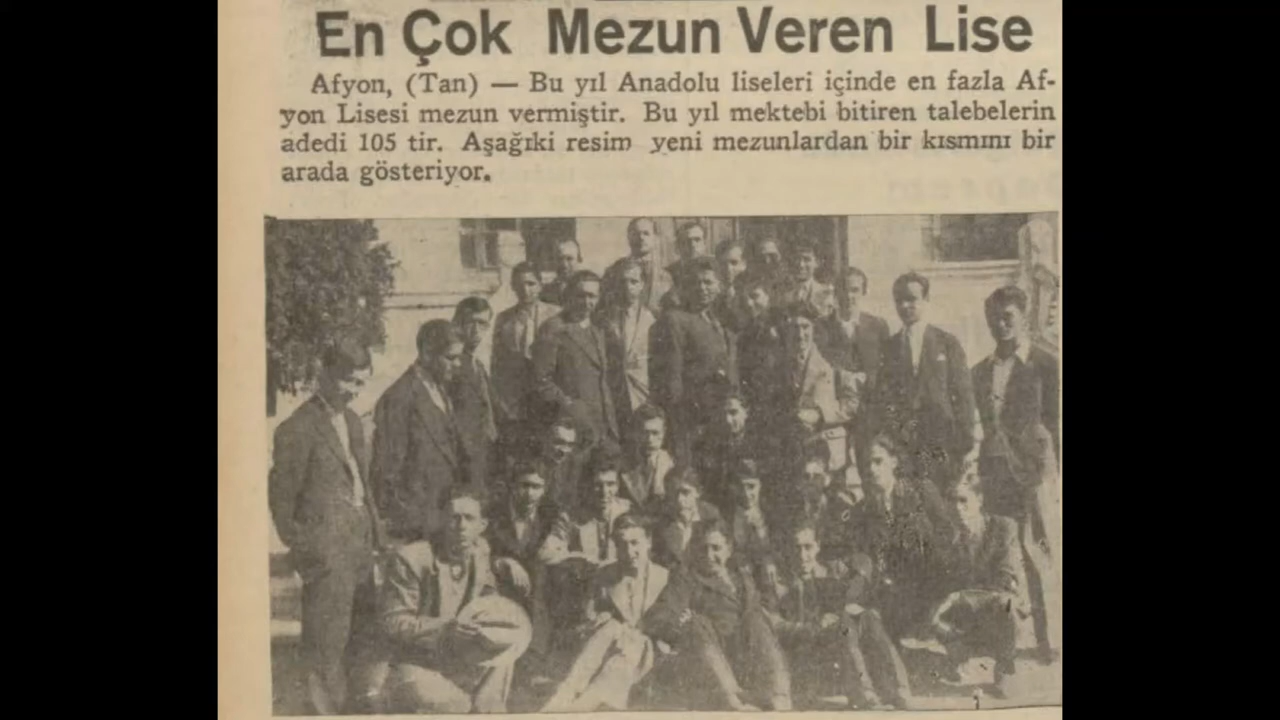 En Çok Mezun Veren Lise
Afyon, (Tan) — Bu yıl Anadolu liseleri içinde en fazla Af-
yon Lisesi mezun vermiştir. Bu yıl mektebi bitiren talebelerin
adedi 105 tir. Aşağıki resim yeni mezunlardan bir kısmını bir
arada gösteriyor.